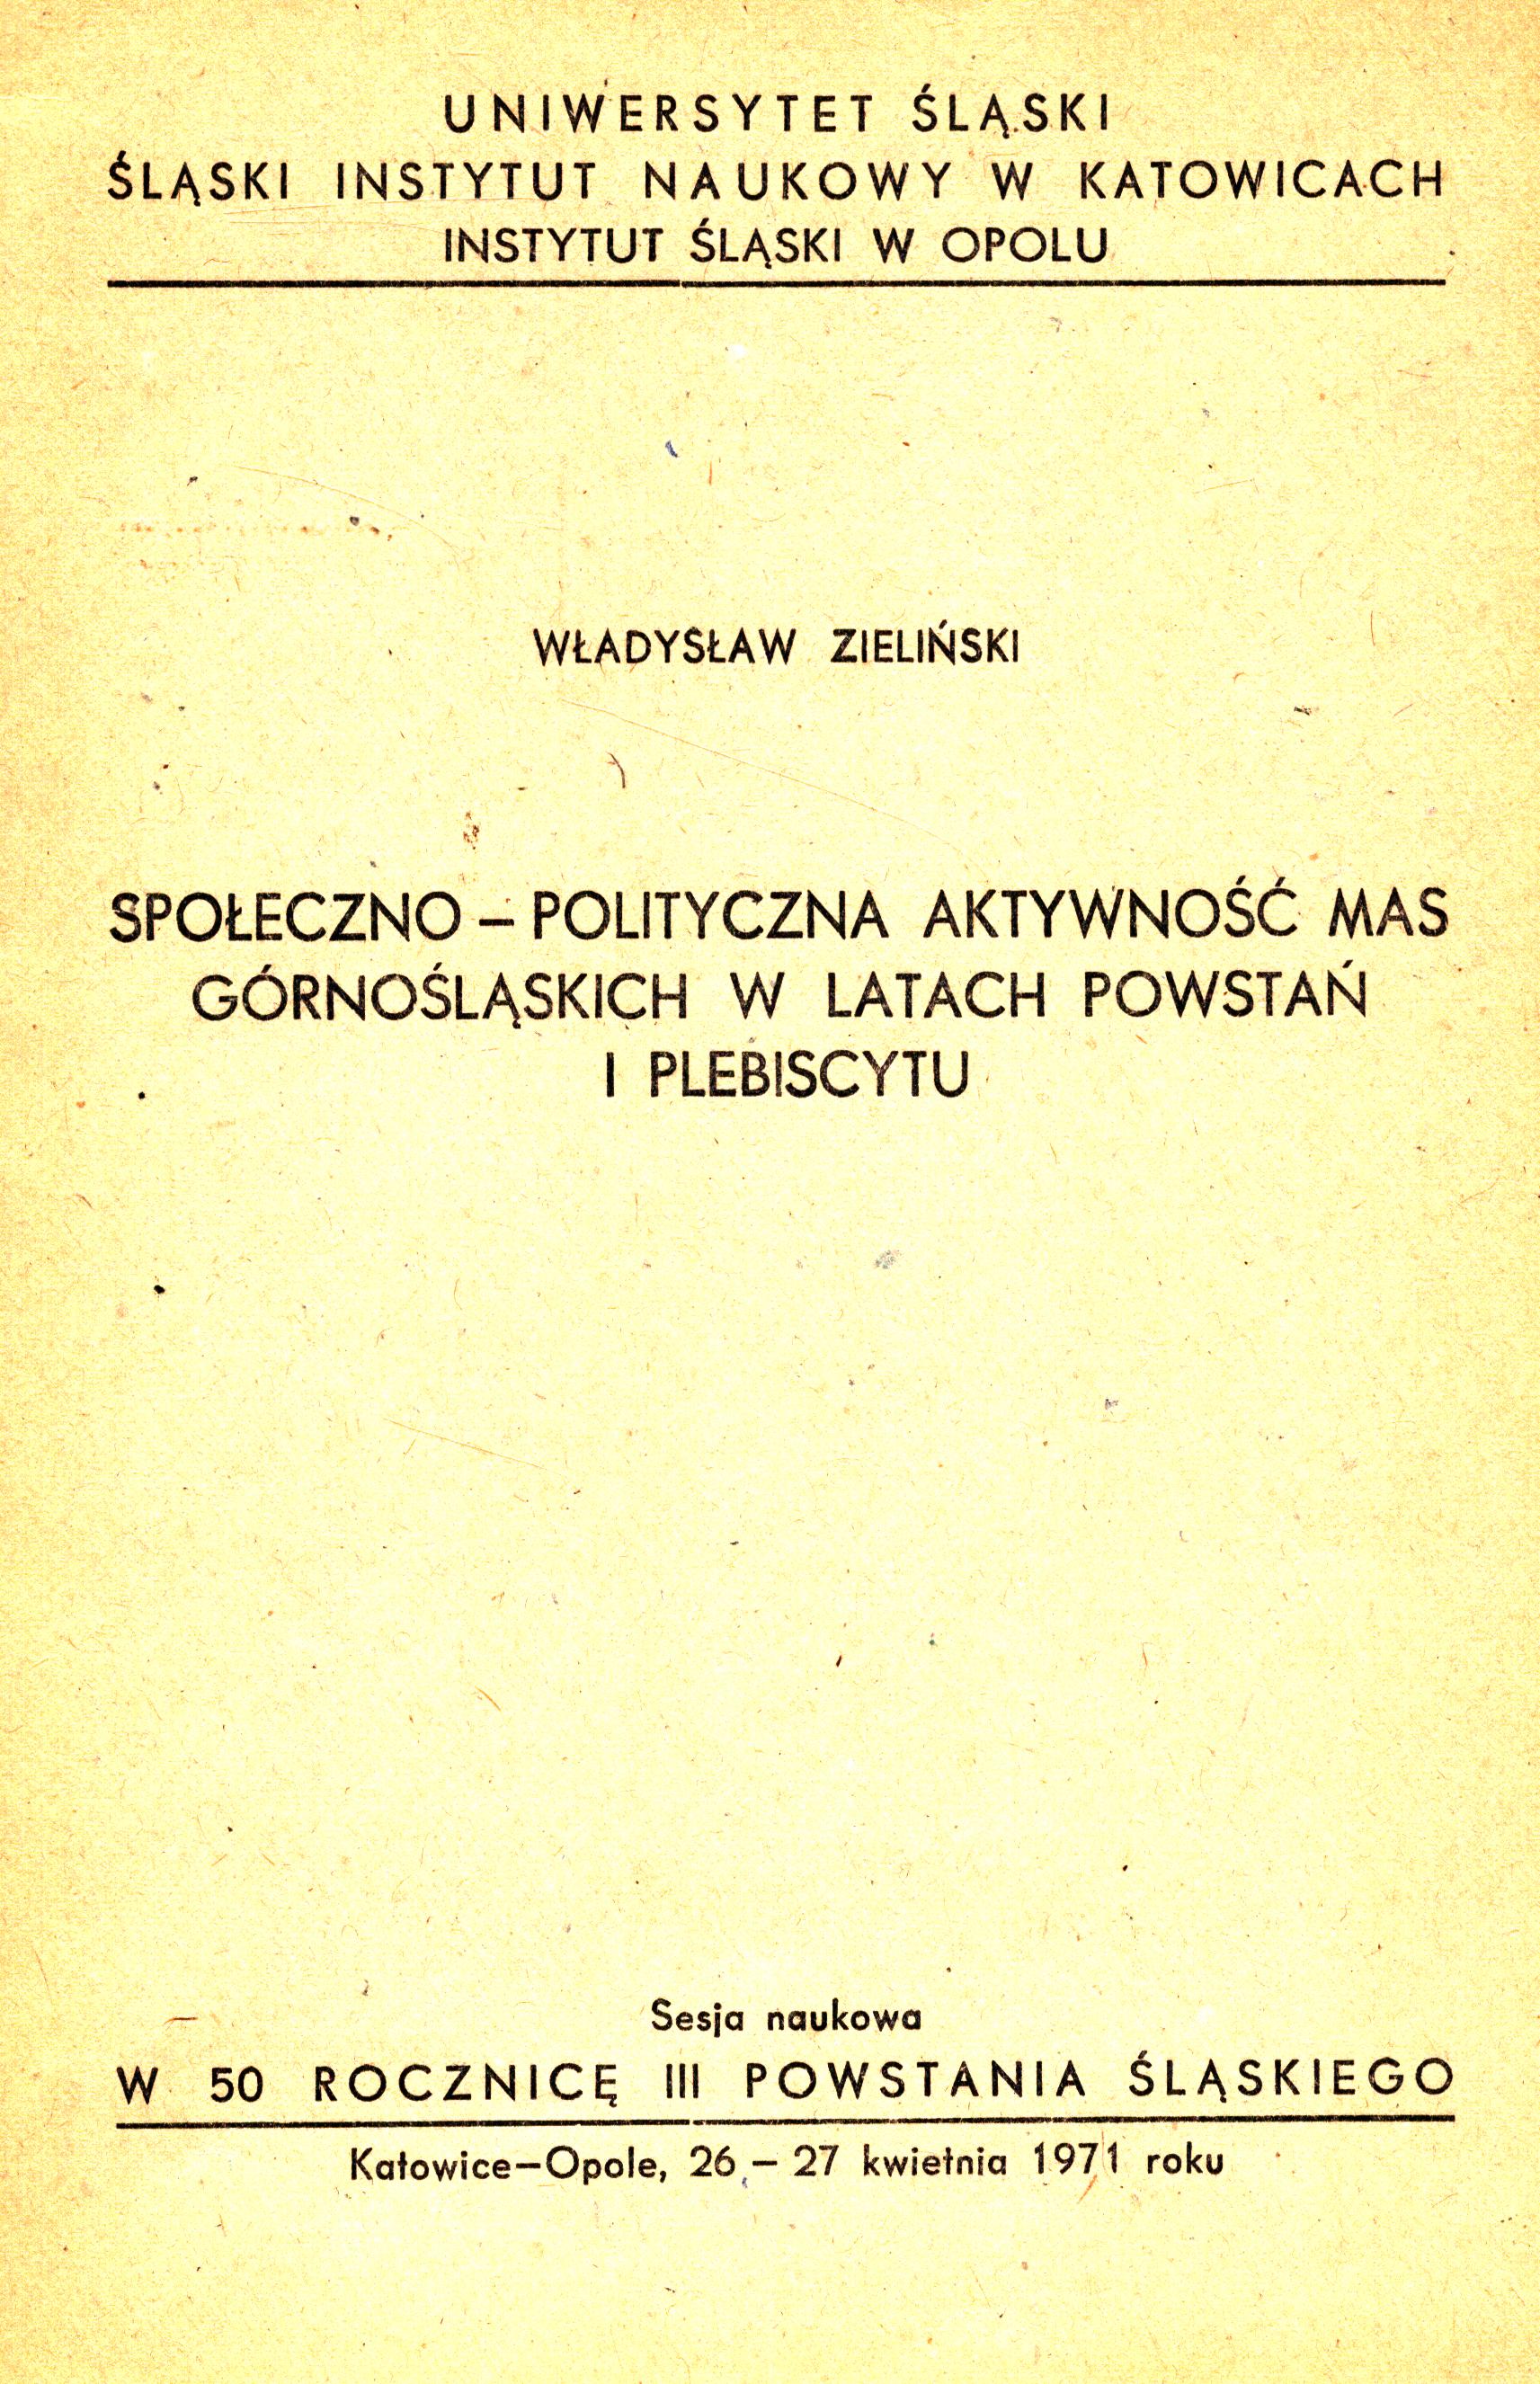 UNIWERSYTET ŚLĄSKI
ŚLĄSKI INSTYTUT NAUKOWY W KATOWICACH
INSTYTUT ŚLĄSKI W OPOLU
WŁADYSŁAW ZIELIŃSKI
SPOŁECZNO – POLITYCZNA AKTYWNOŚĆ MAS
GÓRNOŚLĄSKICH W LATACH POWSTAŃ
I PLEBISCYTU
Sesja naukowa
W 50 ROCZNICĘ III POWSTANIA ŚLĄSKIEGO
Katowice–Opole, 26 – 27 kwietnia 1971 roku